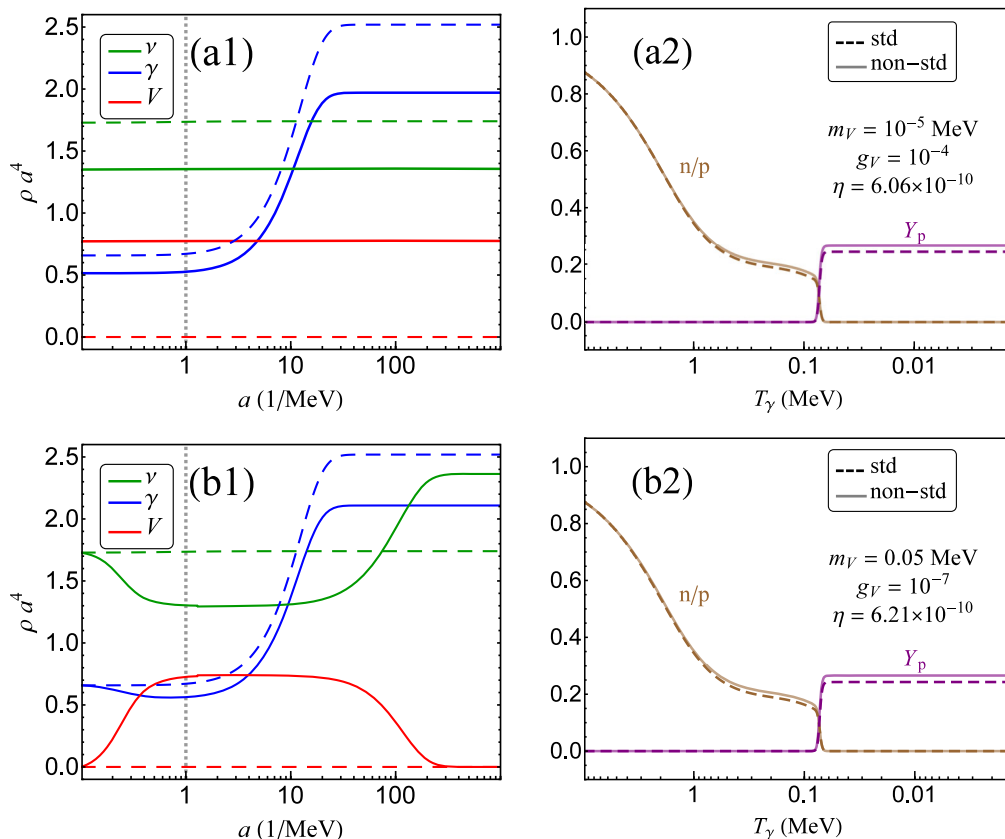 2.5
2.0
1.5
1.0
0.5
0.0
ρ a⁴
ν
γ
V
(a1)
1
10
100
a (1/MeV)
1.0
0.8
0.6
0.4
0.2
0.0
(a2)
std
non−std
m_V = 10⁻⁵ MeV
g_V = 10⁻⁴
η = 6.06×10⁻¹⁰
n/p
Y_p
1
0.1
0.01
T_γ (MeV)
2.5
2.0
1.5
1.0
0.5
0.0
ρ a⁴
ν
γ
V
(b1)
1
10
100
a (1/MeV)
1.0
0.8
0.6
0.4
0.2
0.0
(b2)
std
non−std
m_V = 0.05 MeV
g_V = 10⁻⁷
η = 6.21×10⁻¹⁰
n/p
Y_p
1
0.1
0.01
T_γ (MeV)